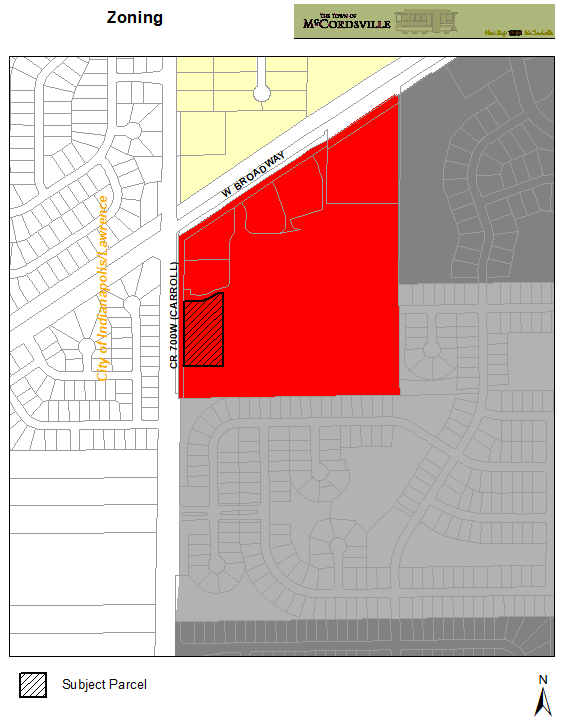 Zoning
THE TOWN OF
MCCORDSVILLE
W BROADWAY
City of Indianapolis/Lawrence
CR 700W (CARROLL)
Subject Parcel
N